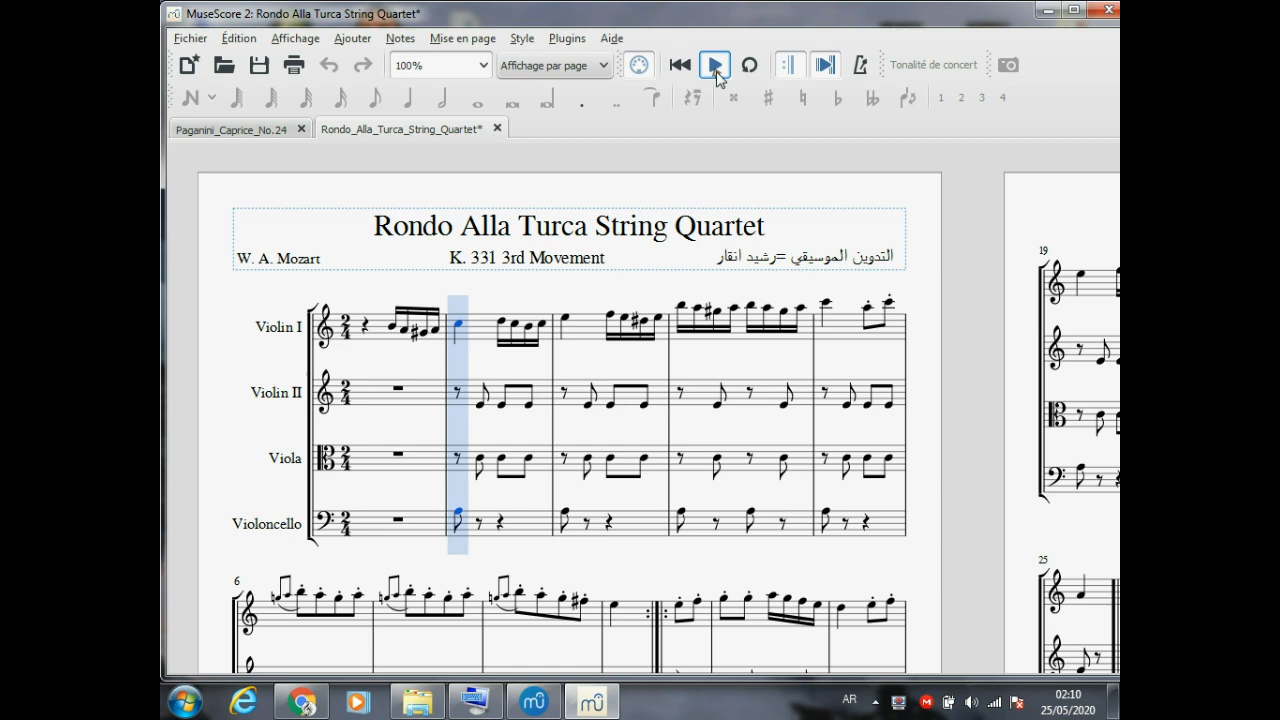 MuseScore 2: Rondo Alla Turca String Quartet*
Fichier Édition Affichage Ajouter Notes Mise en page Style Plugins Aide
100% Affichage par page Tonalité de concert
1 2 3 4
Paganini_Caprice_No.24 Rondo_Alla_Turca_String_Quartet*
Rondo Alla Turca String Quartet
W. A. Mozart K. 331 3rd Movement التدوين الموسيقي =رشيد انقار
Violin I
Violin II
Viola
Violoncello
6
19
25
AR 02:10
25/05/2020